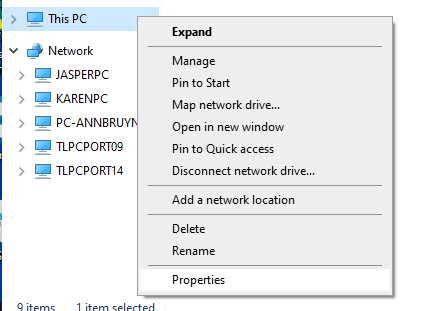 This PC
Network
JASPERPC
KARENPC
PC-ANNBRUYN
TLPCPORT09
TLPCPORT14
9 items 1 item selected
Expand
Manage
Pin to Start
Map network drive...
Open in new window
Pin to Quick access
Disconnect network drive...
Add a network location
Delete
Rename
Properties